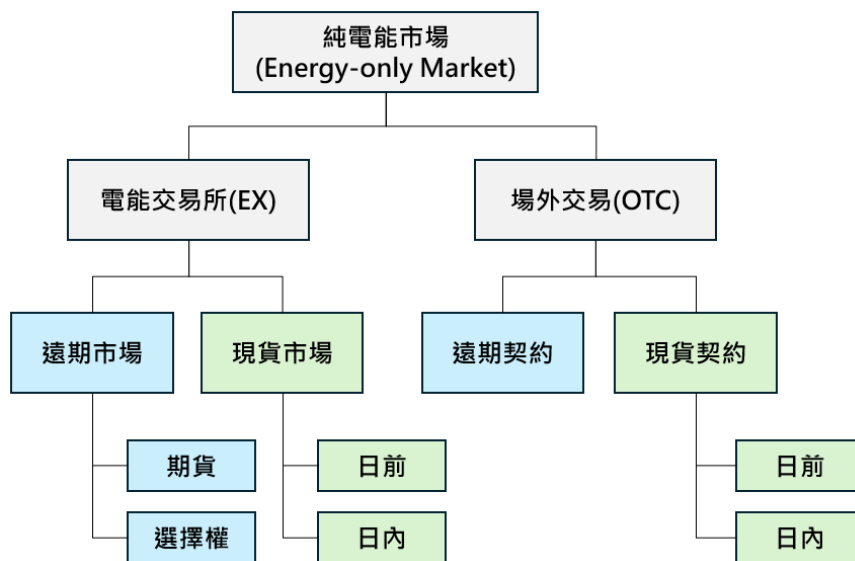 純電能市場
(Energy-only Market)
電能交易所(EX)
場外交易(OTC)
遠期市場
現貨市場
遠期契約
現貨契約
期貨
日前
日前
選擇權
日內
日內